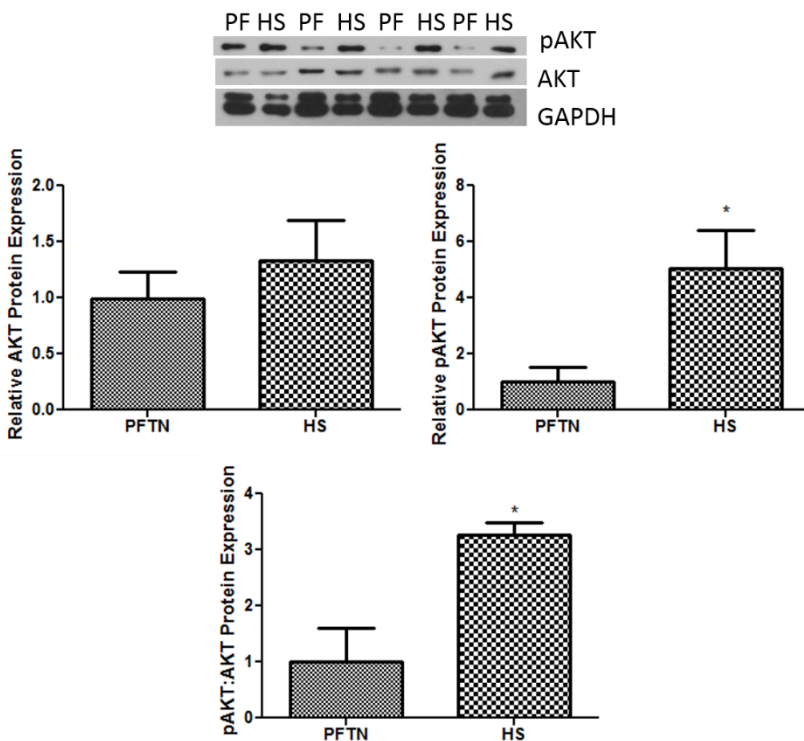 PF HS PF HS PF HS PF HS
pAKT
AKT
GAPDH
Relative AKT Protein Expression
2.0
1.5
1.0
0.5
0.0
PFTN HS
Relative pAKT Protein Expression
8
6
4
2
0
*
PFTN HS
pAKT:AKT Protein Expression
4
3
2
1
0
*
PFTN HS